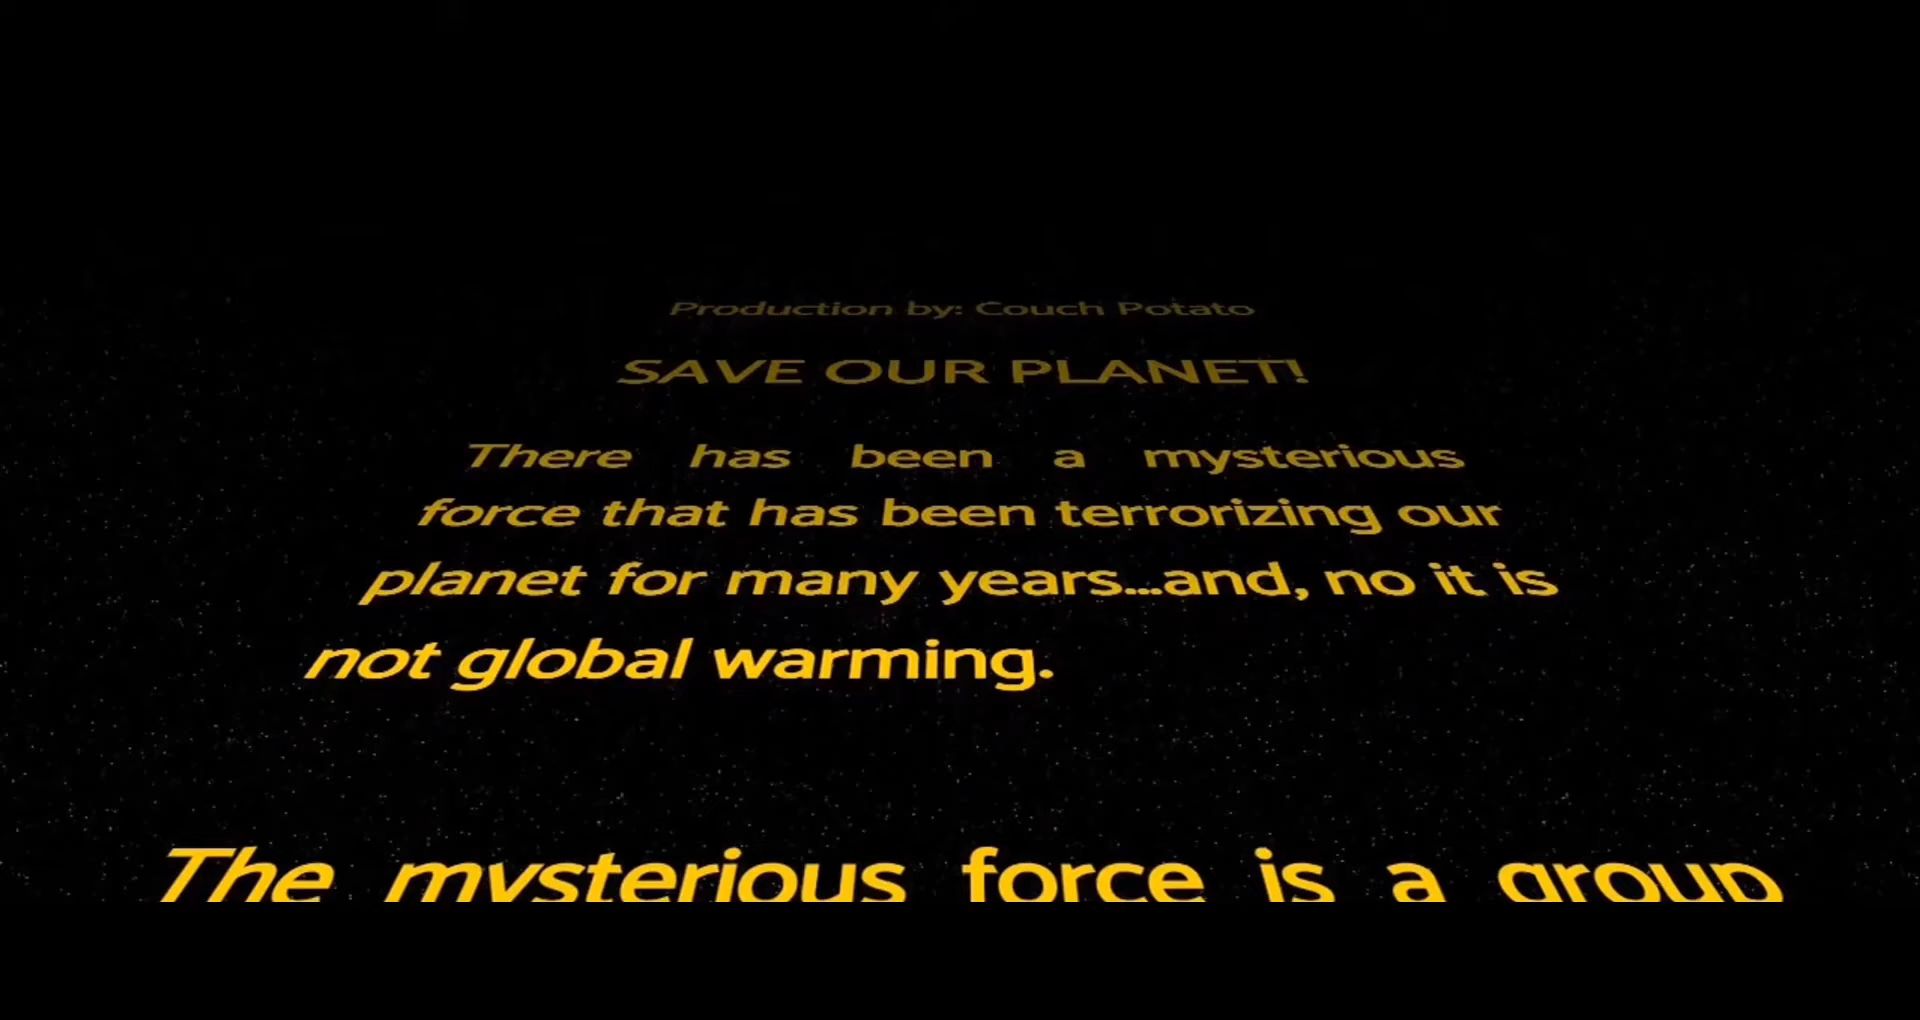 Production by: Couch Potato
SAVE OUR PLANET!
There has been a mysterious
force that has been terrorizing our
planet for many years...and, no it is
not global warming.
The mysterious force is a group